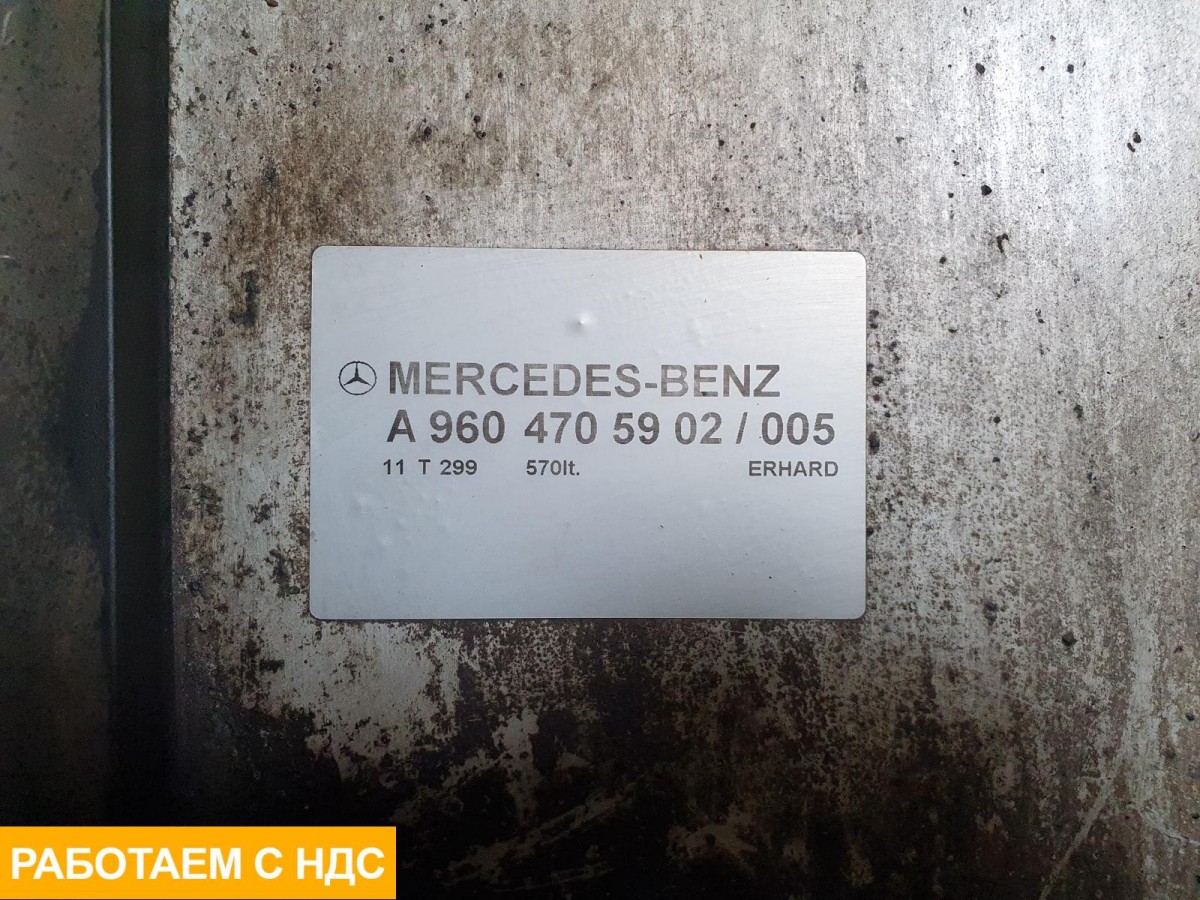 MERCEDES-BENZ
A 960 470 59 02 / 005
11 T 299 570lt. ERHARD
РАБОТАЕМ С НДС